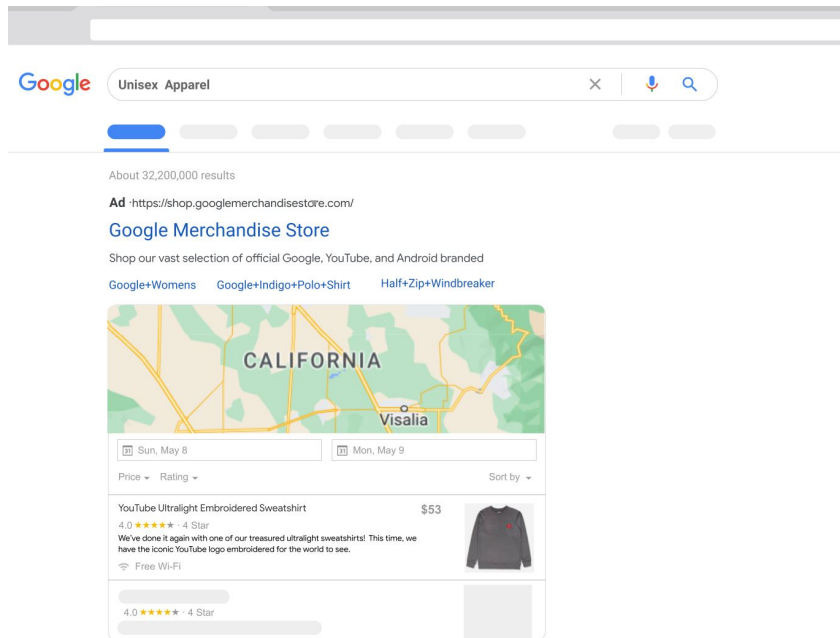 Google
Unisex Apparel
About 32,200,000 results
Ad ·https://shop.googlemerchandisestore.com/
Google Merchandise Store
Shop our vast selection of official Google, YouTube, and Android branded
Google+Womens Google+Indigo+Polo+Shirt Half+Zip+Windbreaker
CALIFORNIA
Visalia
31 Sun, May 8 31 Mon, May 9
Price Rating Sort by
YouTube Ultralight Embroidered Sweatshirt $53
4.0 ★★★★★ · 4 Star
We've done it again with one of our treasured ultralight sweatshirts! This time, we
have the iconic YouTube logo embroidered for the world to see.
Free Wi-Fi
4.0 ★★★★★ · 4 Star